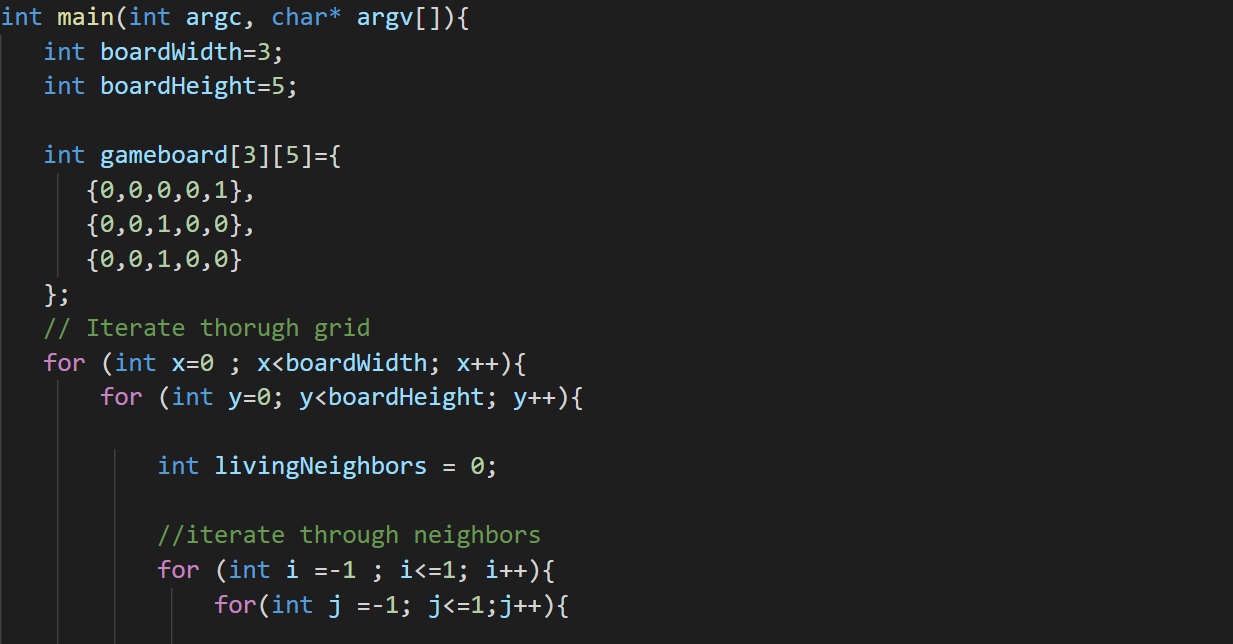 int main(int argc, char* argv[]){
int boardWidth=3;
int boardHeight=5;
int gameboard[3][5]={
{0,0,0,0,1},
{0,0,1,0,0},
{0,0,1,0,0}
};
// Iterate thorugh grid
for (int x=0 ; x<boardWidth; x++){
for (int y=0; y<boardHeight; y++){
int livingNeighbors = 0;
//iterate through neighbors
for (int i =-1 ; i<=1; i++){
for(int j =-1; j<=1;j++){